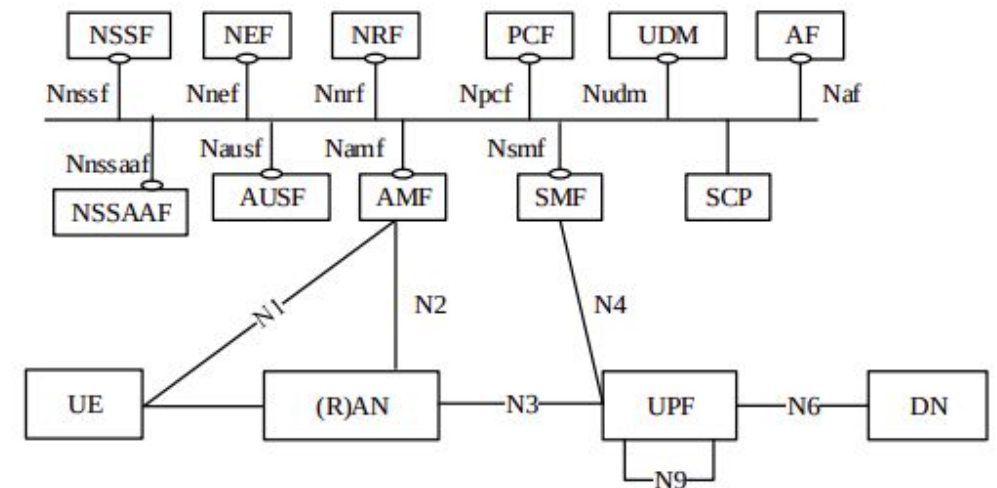 NSSF NEF NRF PCF UDM AF
Nnssf Nnef Nnrf Npcf Nudm Naf
Nnssaaf Nausf Namf Nsmf
NSSAAF AUSF AMF SMF SCP
N1 N2 N4
UE (R)AN N3 UPF N6 DN
N9